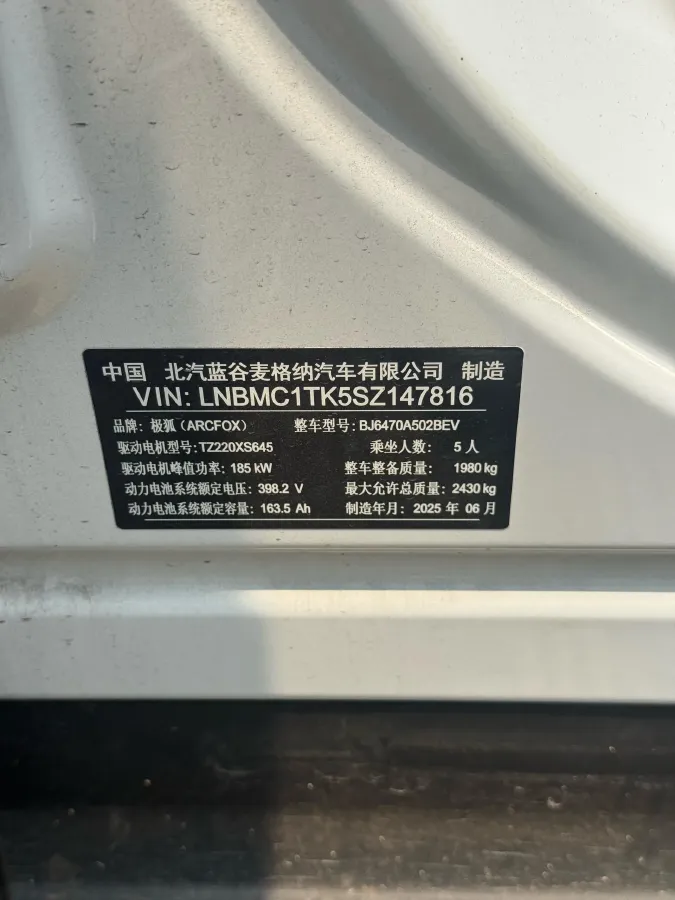 中国 北汽蓝谷麦格纳汽车有限公司 制造
VIN: LNBMC1TK5SZ147816
品牌: 极狐 (ARCFOX) 整车型号: BJ6470A502BEV
驱动电机型号: TZ220XS645 乘坐人数: 5 人
驱动电机峰值功率: 185 kW 整车整备质量: 1980 kg
动力电池系统额定电压: 398.2 V 最大允许总质量: 2430 kg
动力电池系统额定容量: 163.5 Ah 制造年月: 2025 年 06 月